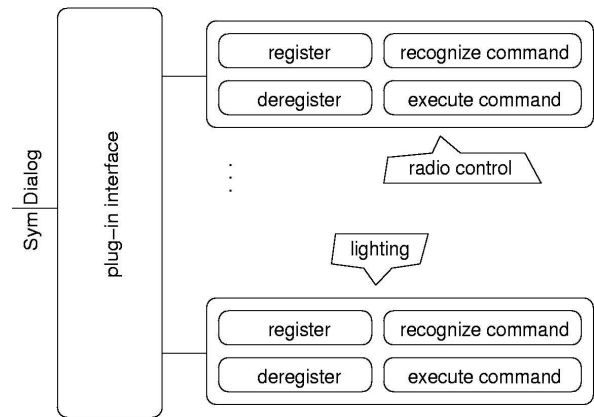 Sym Dialog
plug-in interface
register
recognize command
deregister
execute command
radio control
lighting
register
recognize command
deregister
execute command